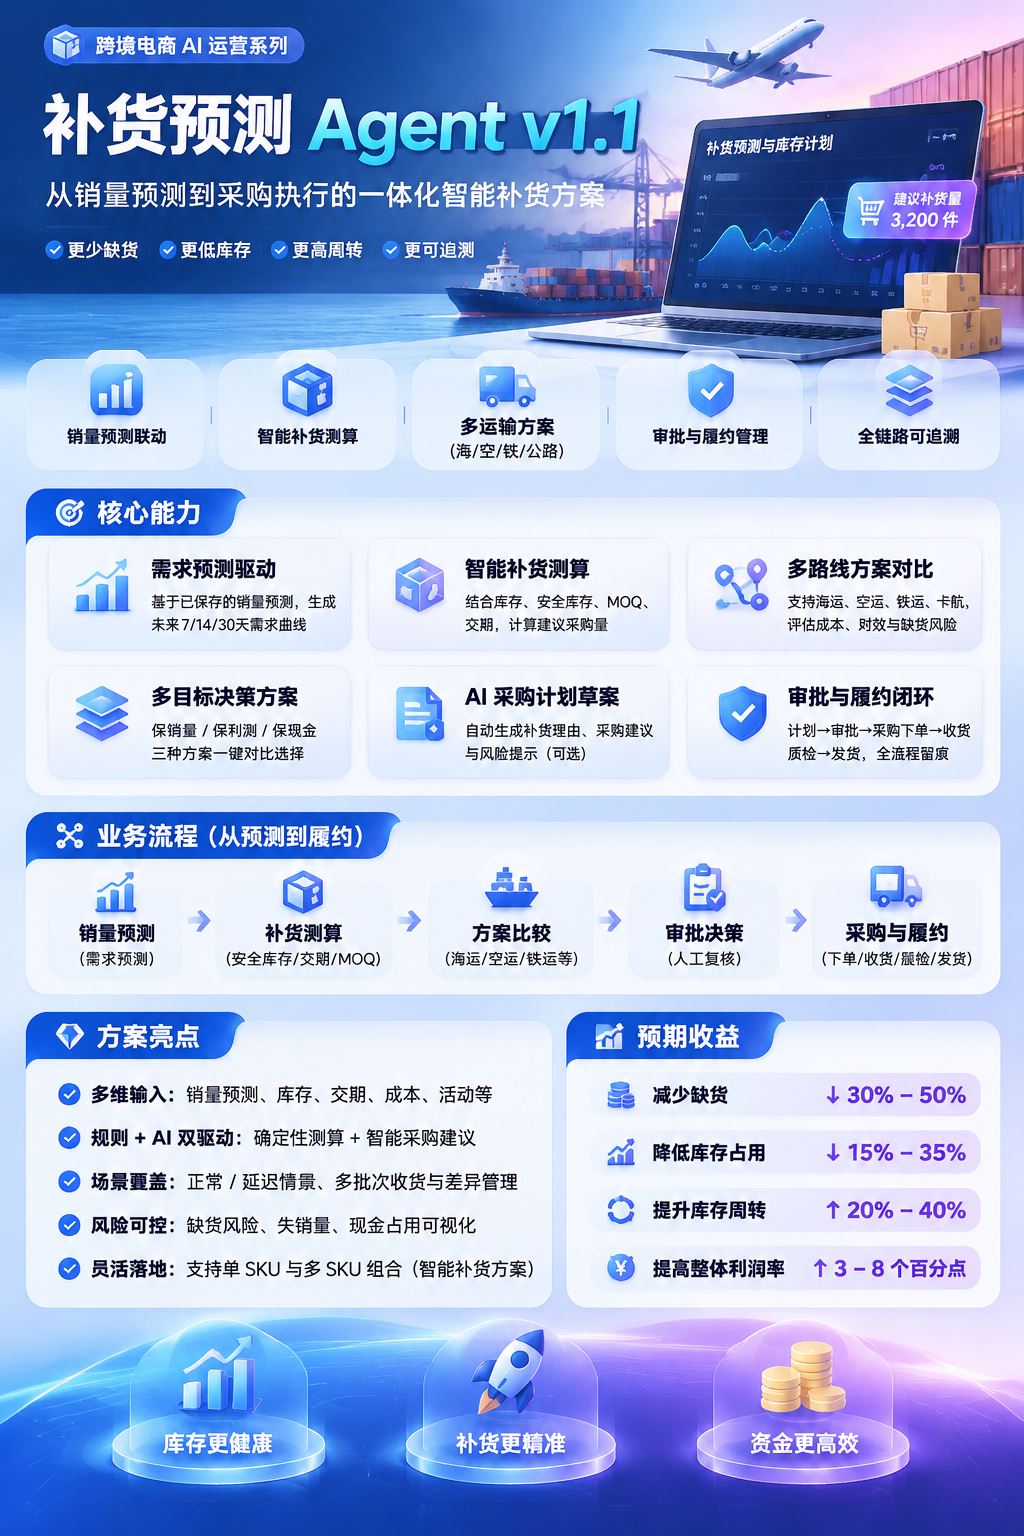 跨境电商 AI 运营系列
补货预测 Agent v1.1
从销量预测到采购执行的一体化智能补货方案
更少缺货
更低库存
更高周转
更可追测
补货预测与库存计划
建议补货量
3,200 件
销量预测联动
智能补货测算
多运输方案
(海/空/铁/公路)
审批与履约管理
全链路可追溯
核心能力
需求预测驱动
基于已保存的销量预测，生成
未来7/14/30天需求曲线
智能补货测算
结合库存、安全库存、MOQ、
交期，计算建议采购量
多路线方案对比
支持海运、空运、铁运、卡航，
评估成本、时效与缺货风险
多目标决策方案
保销量 / 保利测 / 保现金
三种方案一键对比选择
AI 采购计划草案
自动生成补货理由、采购建议
与风险提示（可选）
审批与履约闭环
计划→审批→采购下单→收货
质检→发货，全流程留
业务流程（从预测到履约）
销量预测
（需求预测）
补货测算
（安全库存/交期/MOQ）
方案比较
（海运/空运/铁运等）
审批决策
（人工复核）
采购与履约
（下单/收货/检/发货）
方案亮点
多维输入：销量预测、库存、交期、成本、活动等
规则 + AI 双驱动：确定性测算 + 智能采购建议
场景盖：正常 / 延迟情景、多批次收货与差异管理
风险可控：缺货风险、失销量、现金占用可视化
员活落地：支持单 SKU 与多 SKU 组合（智能补货方案）
预期收益
减少缺货 ↓ 30% – 50%
降低库存占用 ↓ 15% – 35%
提升库存周转 ↑ 20% – 40%
提高整体利润率 ↑ 3 – 8 个百分点
库存更健康
补货更精准
资金更高效